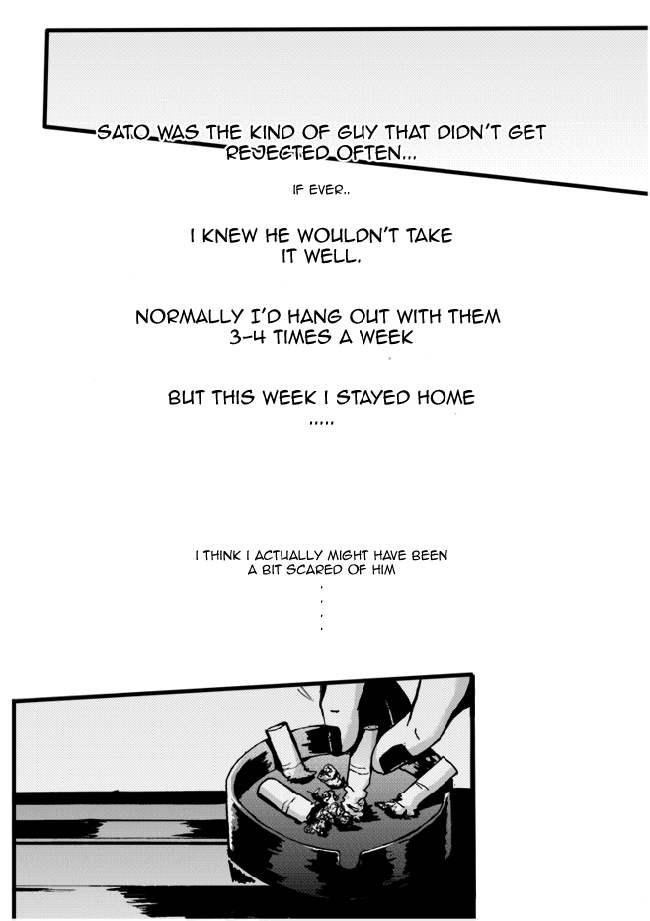 SATO WAS THE KIND OF GUY THAT DIDN'T GET
REJECTED OFTEN...
IF EVER..
I KNEW HE WOULDN'T TAKE
IT WELL.
NORMALLY I'D HANG OUT WITH THEM
3-4 TIMES A WEEK
BUT THIS WEEK I STAYED HOME
.....
I THINK I ACTUALLY MIGHT HAVE BEEN
A BIT SCARED OF HIM
.
.
.
.